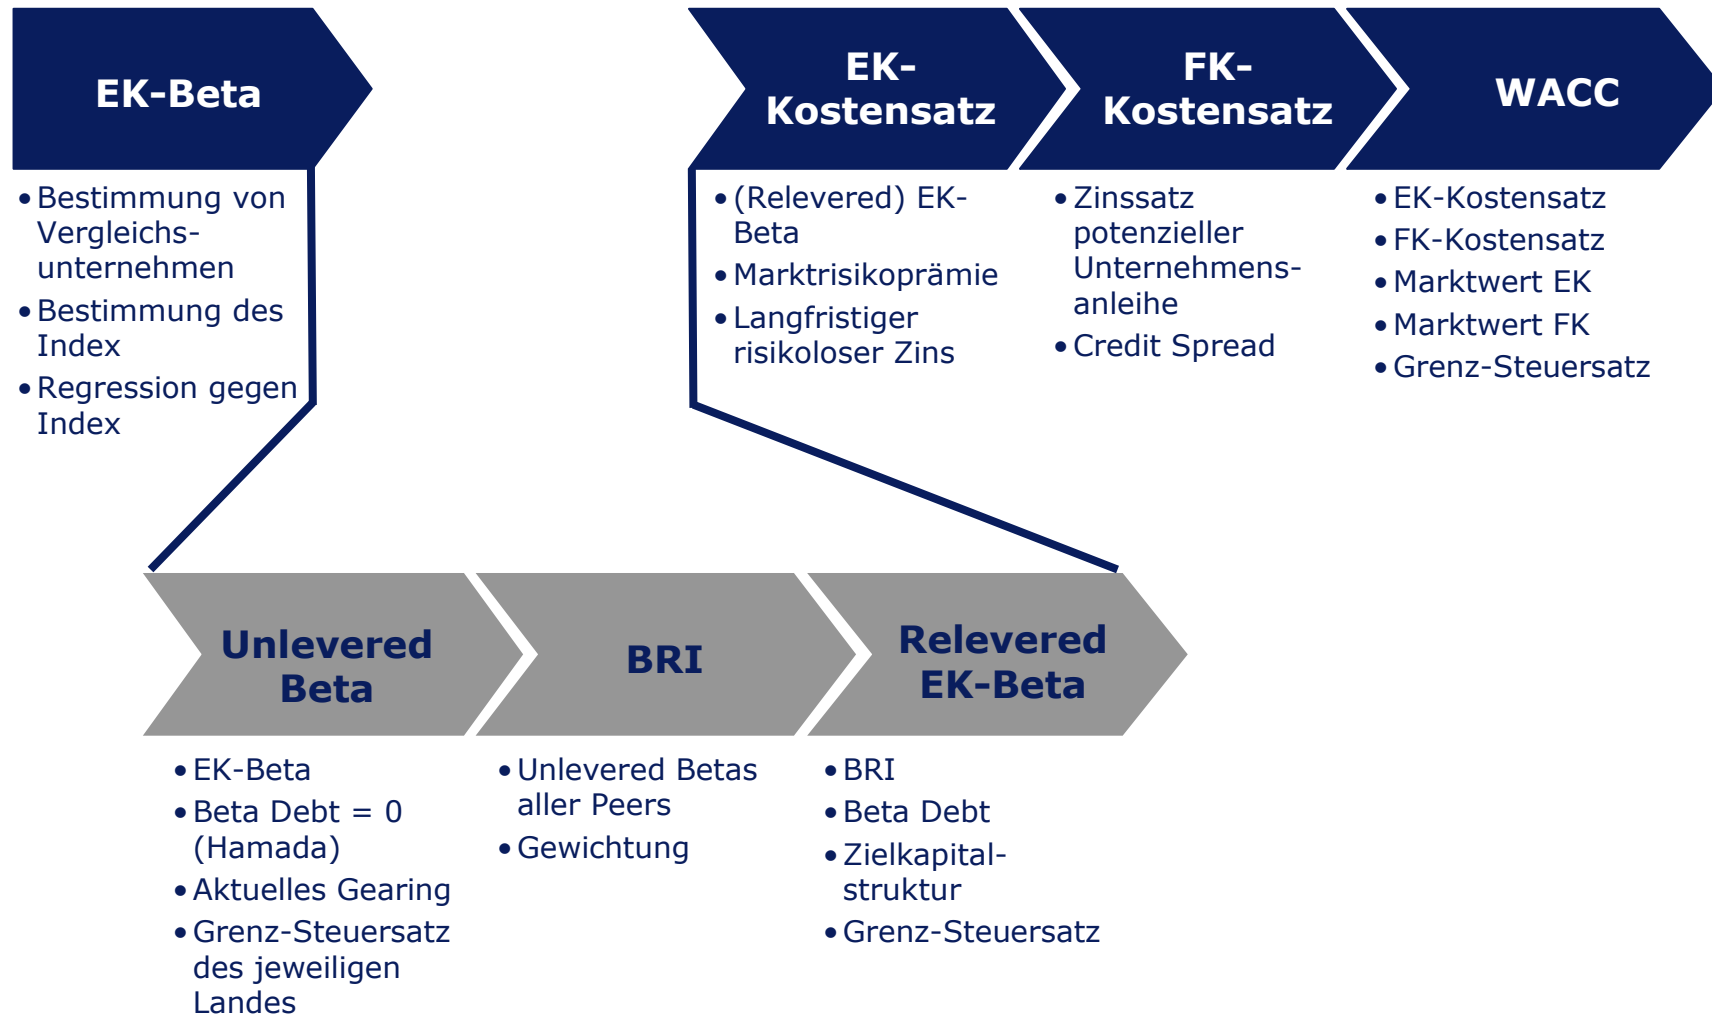 EK-Beta
• Bestimmung von
Vergleichs-
unternehmen
• Bestimmung des
Index
• Regression gegen
Index
EK-
Kostensatz
• (Relevered) EK-
Beta
• Marktrisikoprämie
• Langfristiger
risikoloser Zins
FK-
Kostensatz
• Zinssatz
potenzieller
Unternehmens-
anleihe
• Credit Spread
WACC
• EK-Kostensatz
• FK-Kostensatz
• Marktwert EK
• Marktwert FK
• Grenz-Steuersatz
Unlevered
Beta
• EK-Beta
• Beta Debt = 0
(Hamada)
• Aktuelles Gearing
• Grenz-Steuersatz
des jeweiligen
Landes
BRI
• Unlevered Betas
aller Peers
• Gewichtung
Relevered
EK-Beta
• BRI
• Beta Debt
• Zielkapital-
struktur
• Grenz-Steuersatz